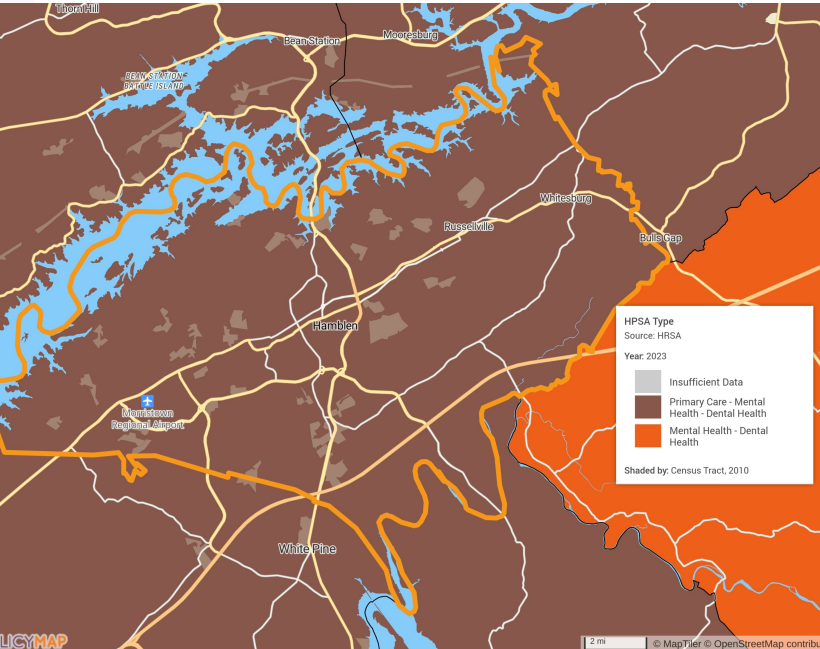 Thorn Hill
Bean Station
Mooresburg
BEAN STATION
BATTLE ISLAND
Whitesburg
Russellville
Bulls Gap
Hamblen
HPSA Type
Source: HRSA
Year: 2023
Insufficient Data
Primary Care - Mental
Health - Dental Health
Mental Health - Dental
Health
Shaded by: Census Tract, 2010
Morristown
Regional Airport
White Pine
LICYMAP
2 mi
© MapTiler © OpenStreetMap contribu